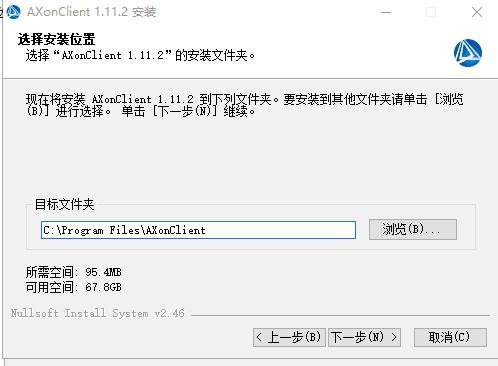 AXonClient 1.11.2 安装
选择安装位置
选择“AXonClient 1.11.2”的安装文件夹。
现在将安装 AXonClient 1.11.2 到下列文件夹。要安装到其他文件夹请单击 [浏览
(B)] 进行选择。 单击 [下一步(N)] 继续。
目标文件夹
C:\Program Files\AXonClient
浏览(B)...
所需空间: 95.4MB
可用空间: 67.8GB
Nullsoft Install System v2.46
< 上一步(B) 下一步(N) > 取消(C)